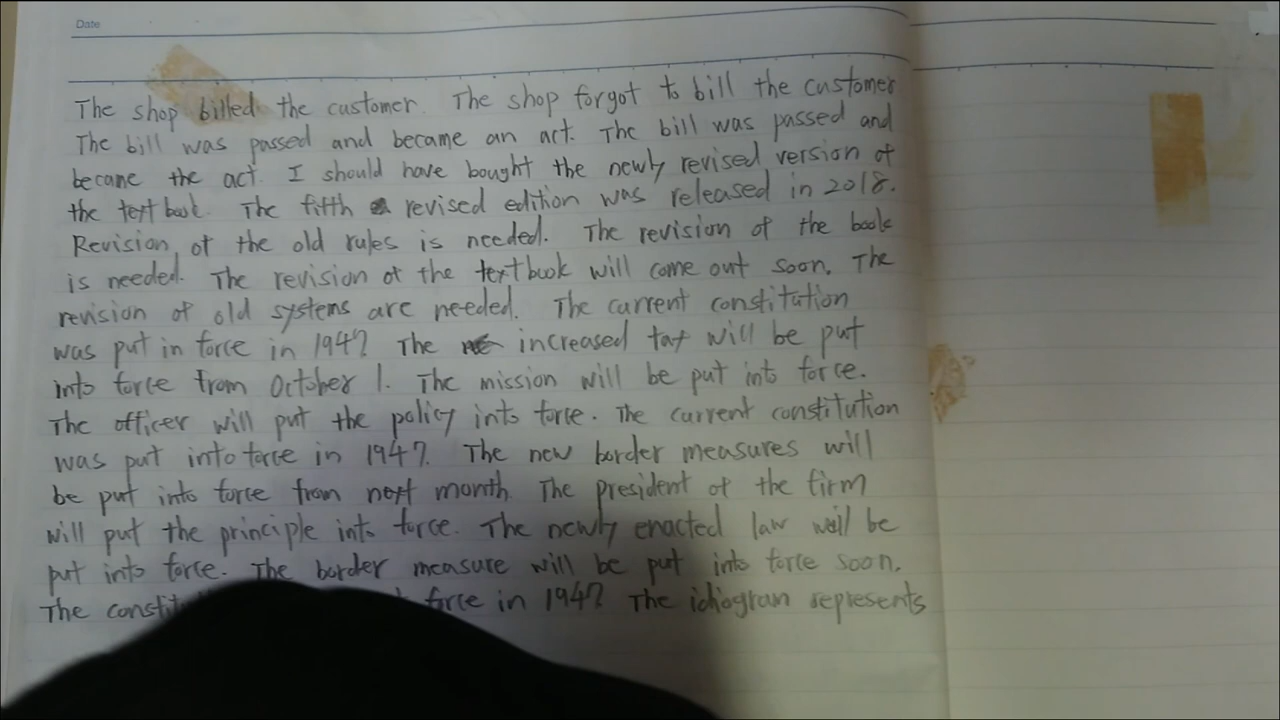 Date
The shop billed the customer. The shop forgot to bill the customer
The bill was passed and became an act. The bill was passed and
became the act. I should have bought the newly revised version of
the textbook. The fifth revised edition was released in 2018.
Revision of the old rules is needed. The revision of the book
is needed. The revision of the textbook will come out soon. The
revision of old systems are needed. The current constitution
was put in force in 1947 The increased tax will be put
into force from October 1. The mission will be put into force.
The officer will put the policy into force. The current constitution
was put into force in 1947. The new border measures will
be put into force from next month. The president of the firm
will put the principle into force. The newly enacted law will be
put into force. The border measure will be put into force soon.
The force in 1947 The represents